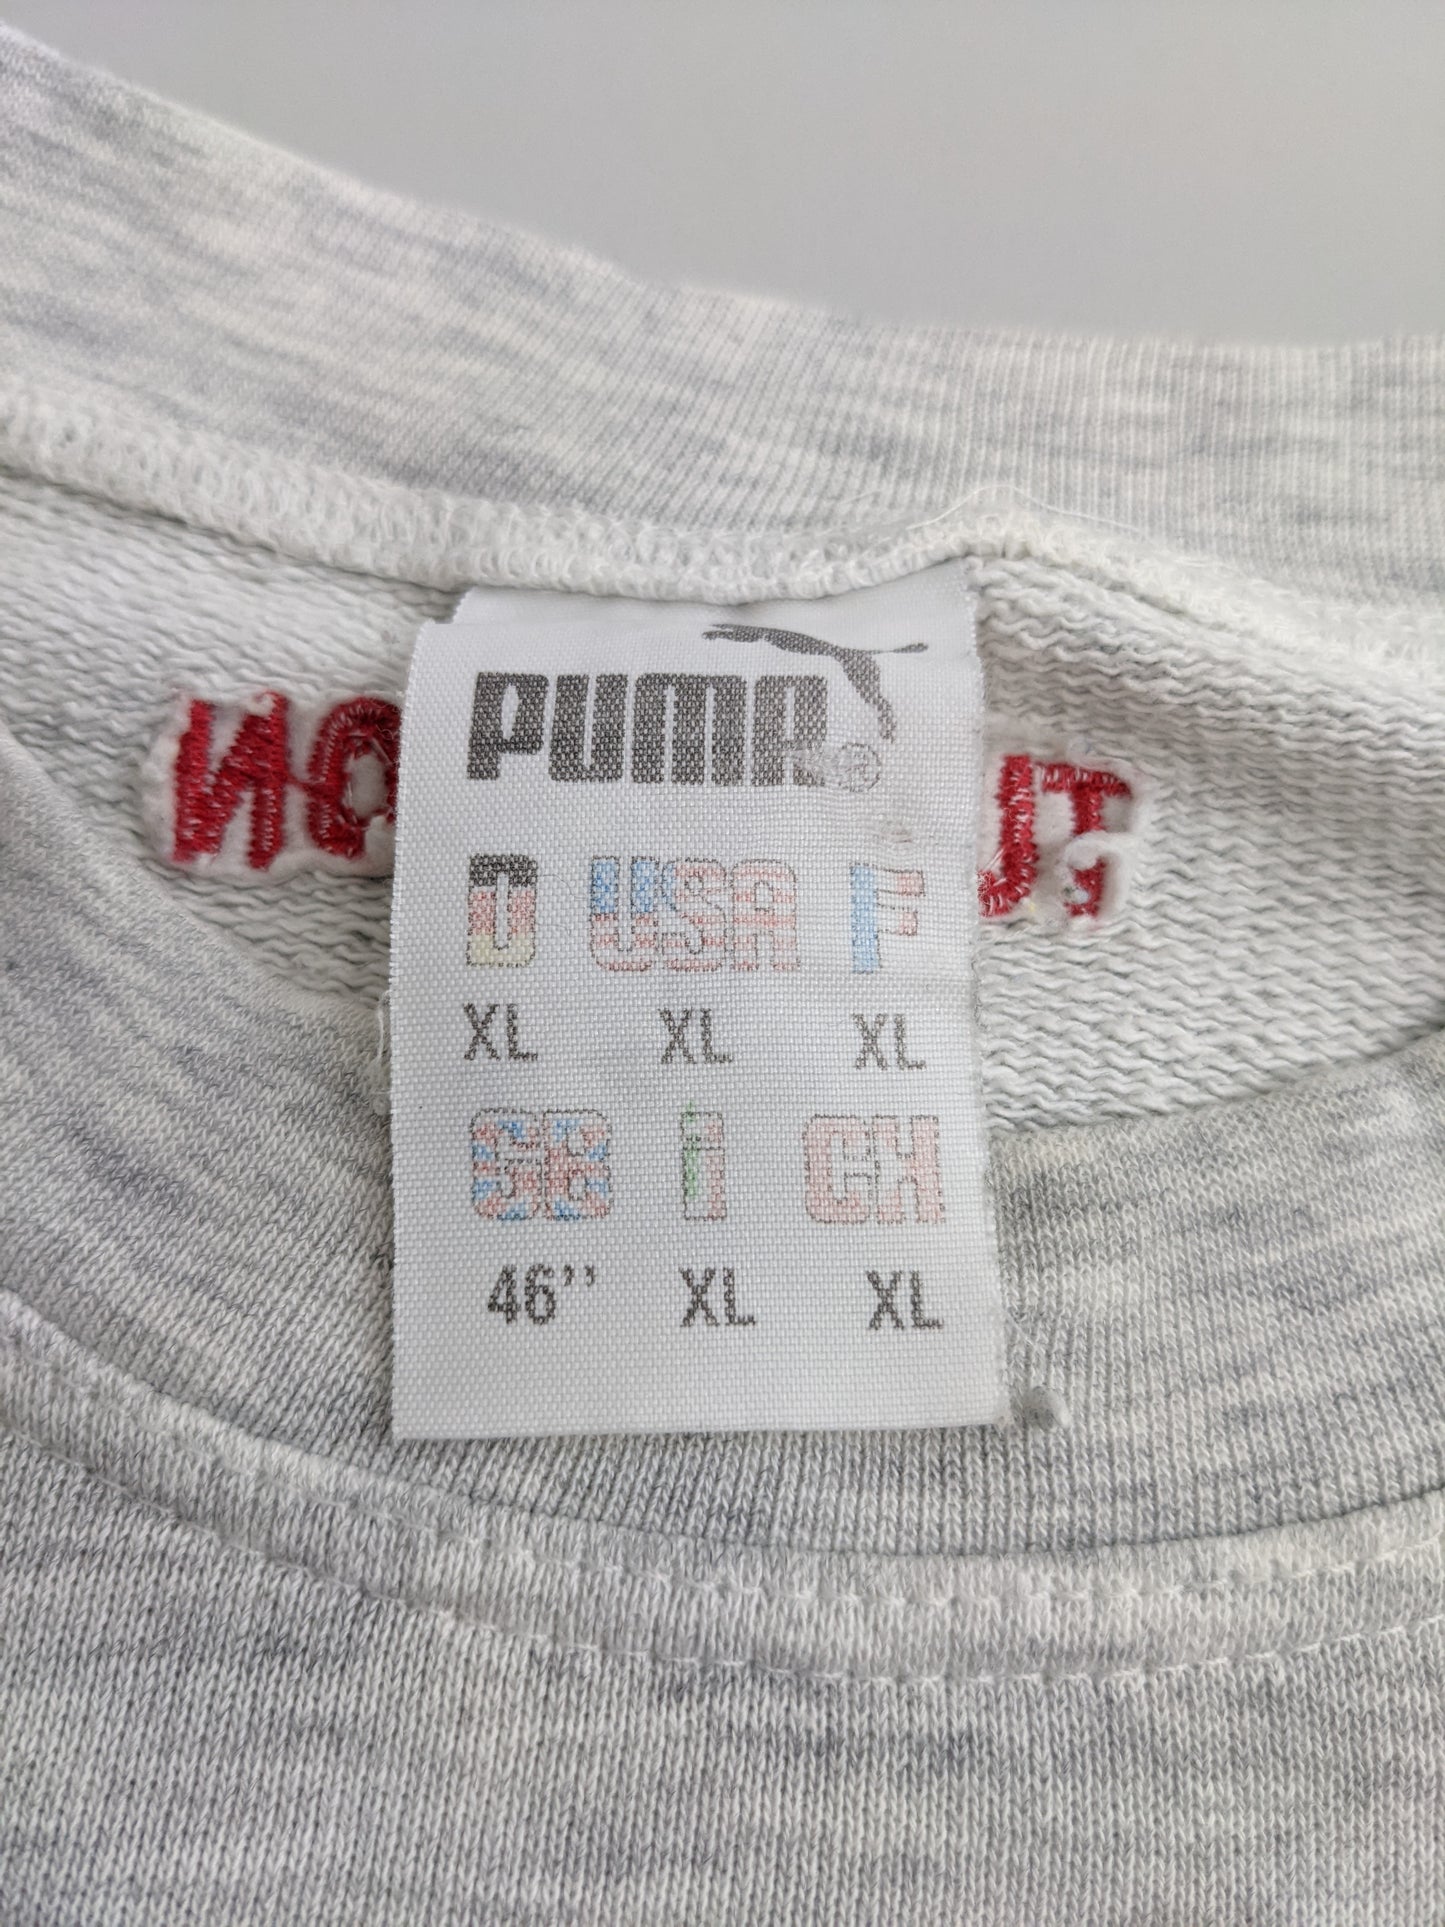 PUMA®
D USA F
XL XL XL
GB I CH
46” XL XL